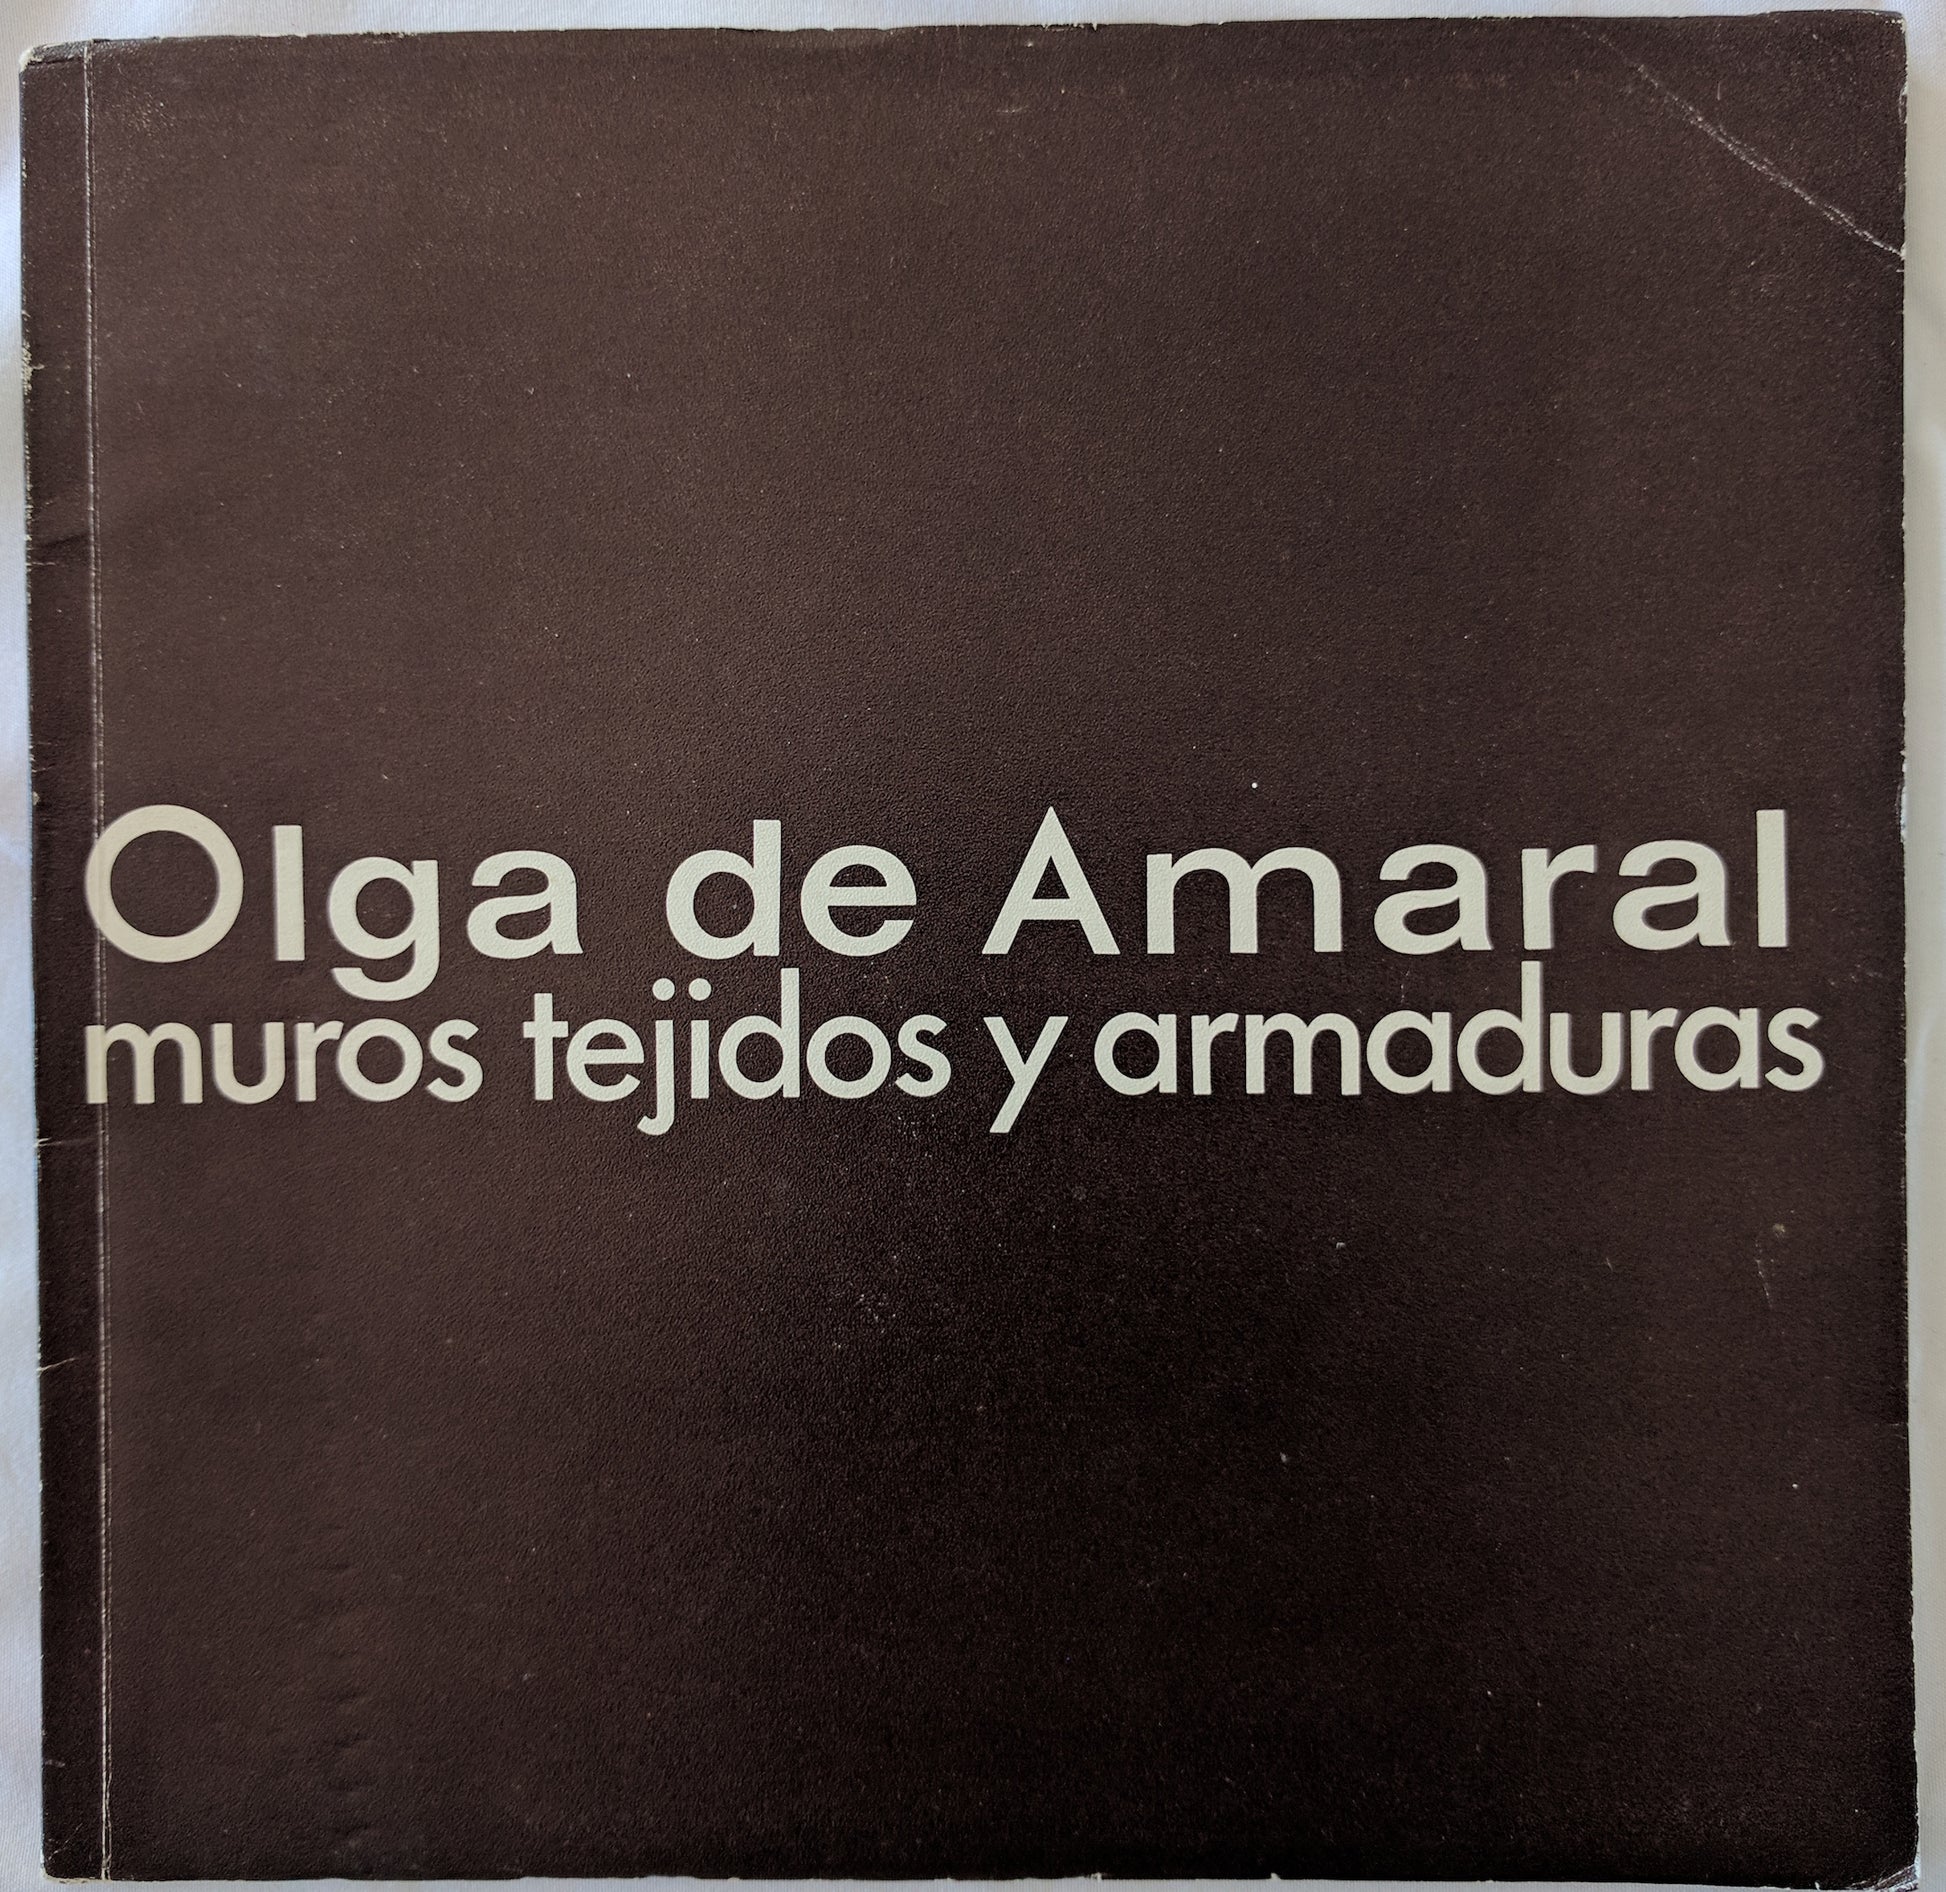 Olga de Amaral
muros tejidos y armaduras